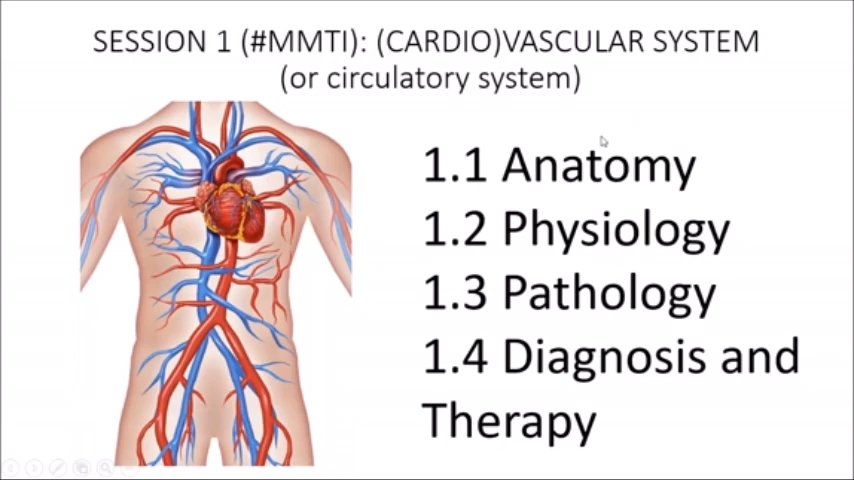 SESSION 1 (#MMTI): (CARDIO)VASCULAR SYSTEM
(or circulatory system)
1.1 Anatomy
1.2 Physiology
1.3 Pathology
1.4 Diagnosis and
Therapy